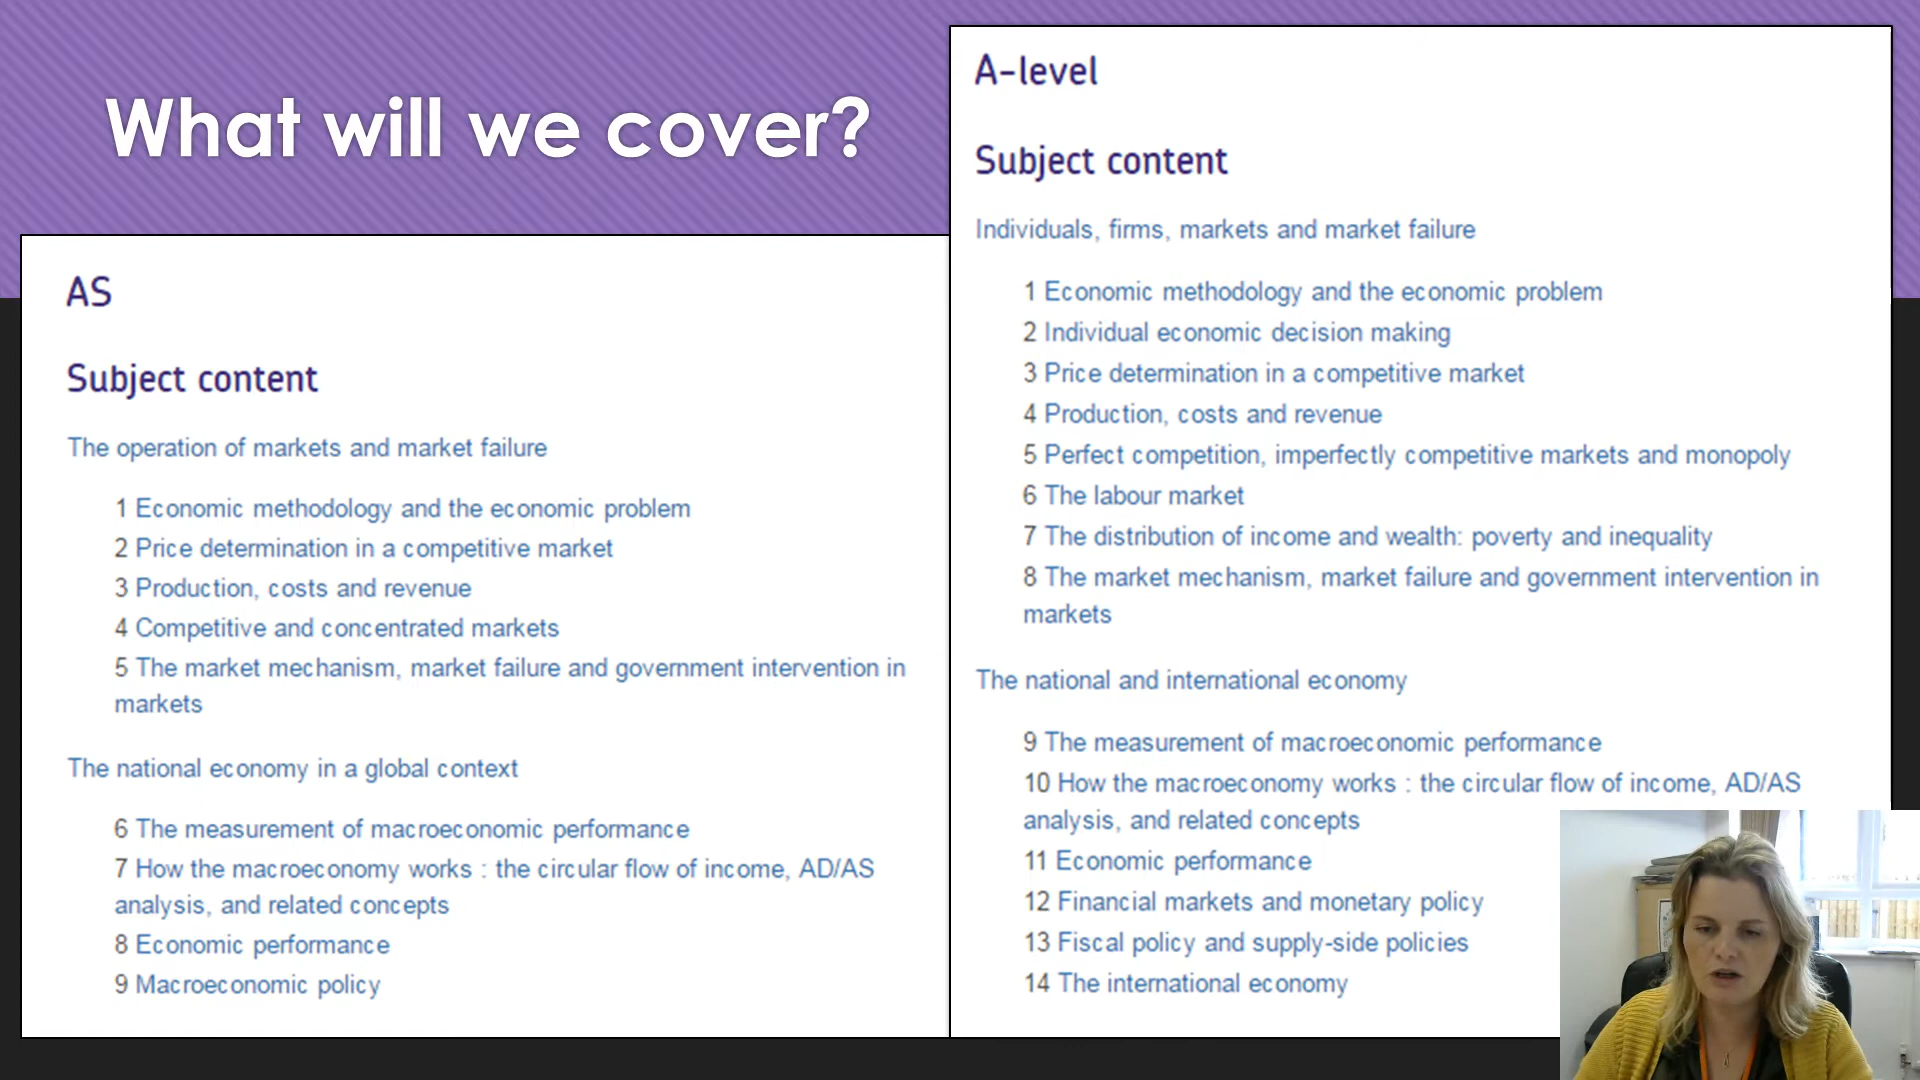 What will we cover?
AS
Subject content
The operation of markets and market failure
1 Economic methodology and the economic problem
2 Price determination in a competitive market
3 Production, costs and revenue
4 Competitive and concentrated markets
5 The market mechanism, market failure and government intervention in
markets
The national economy in a global context
6 The measurement of macroeconomic performance
7 How the macroeconomy works : the circular flow of income, AD/AS
analysis, and related concepts
8 Economic performance
9 Macroeconomic policy
A-level
Subject content
Individuals, firms, markets and market failure
1 Economic methodology and the economic problem
2 Individual economic decision making
3 Price determination in a competitive market
4 Production, costs and revenue
5 Perfect competition, imperfectly competitive markets and monopoly
6 The labour market
7 The distribution of income and wealth: poverty and inequality
8 The market mechanism, market failure and government intervention in
markets
The national and international economy
9 The measurement of macroeconomic performance
10 How the macroeconomy works : the circular flow of income, AD/AS
analysis, and related concepts
11 Economic performance
12 Financial markets and monetary policy
13 Fiscal policy and supply-side policies
14 The international economy